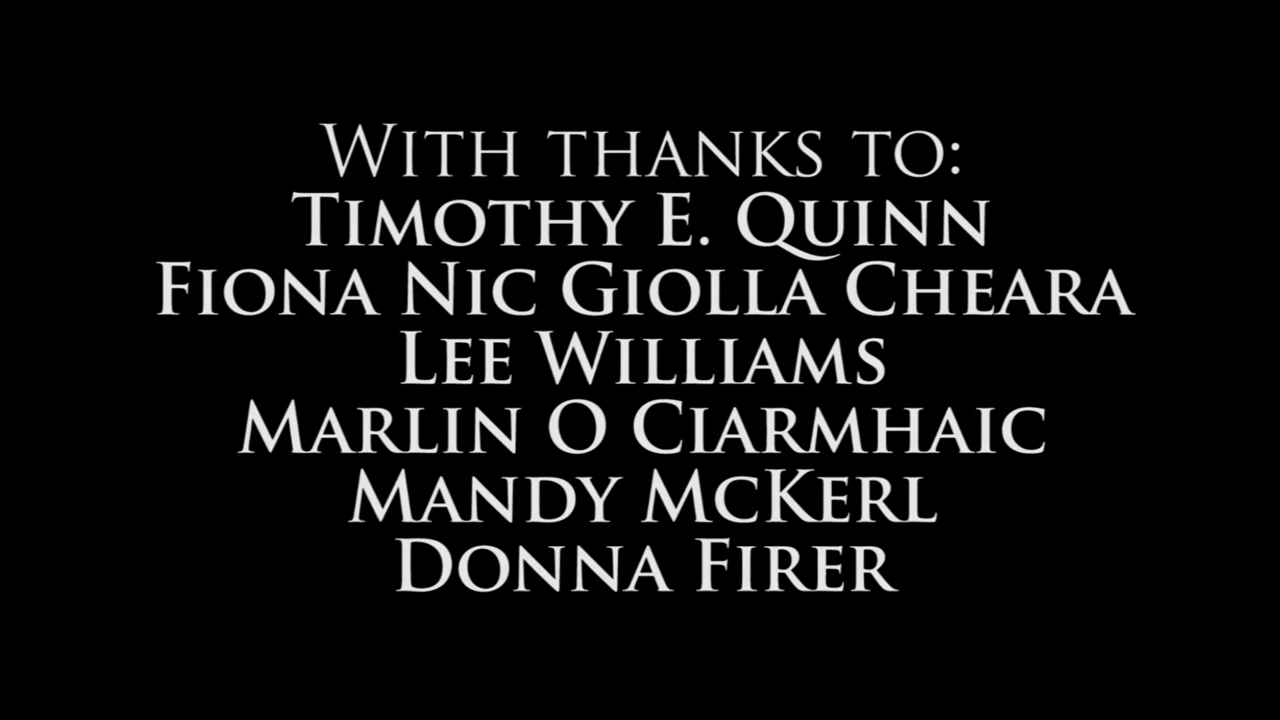 With thanks to:
Timothy E. Quinn
Fiona Nic Giolla Cheara
Lee Williams
Marlin O Ciarmhaic
Mandy McKerl
Donna Firer